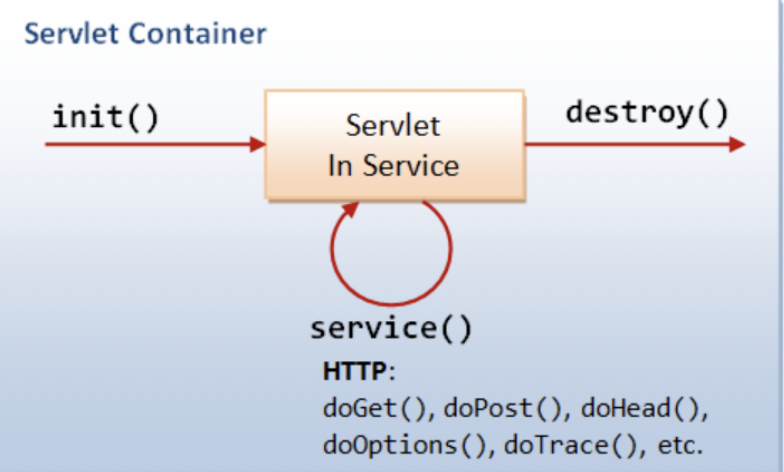 Servlet Container
init()
Servlet
In Service
destroy()
service()
HTTP:
doGet(), doPost(), doHead(),
doOptions(), doTrace(), etc.